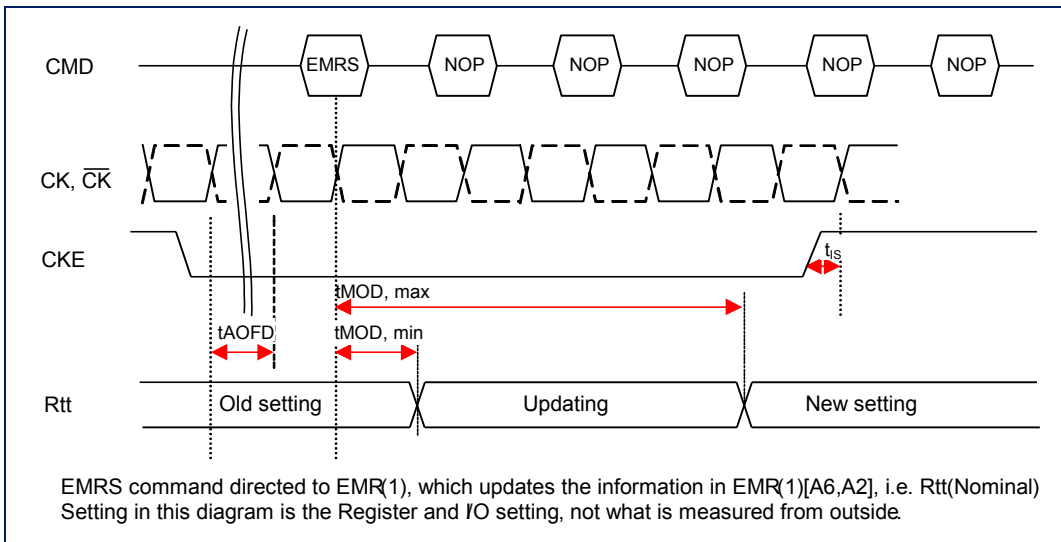 CMD EMRS NOP NOP NOP NOP NOP
CK, CK
CKE tIS
tMOD, max
tAOFD tMOD, min
Rtt Old setting Updating New setting
EMRS command directed to EMR(1), which updates the information in EMR(1)[A6,A2], i.e. Rtt(Nominal)
Setting in this diagram is the Register and I/O setting, not what is measured from outside.